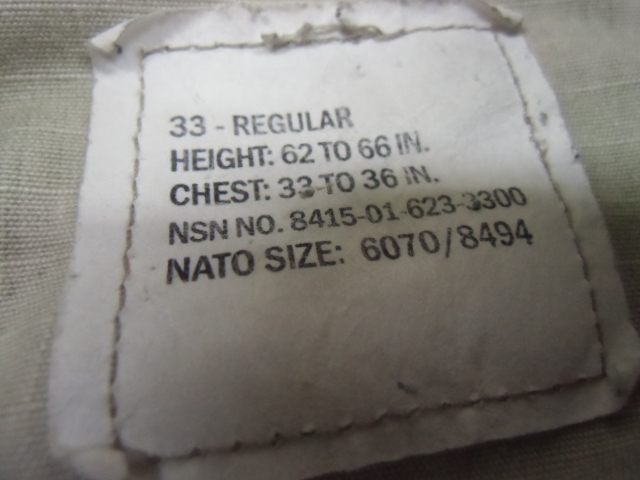 33 - REGULAR
HEIGHT: 62 TO 66 IN.
CHEST: 33 TO 36 IN.
NSN NO. 8415-01-623-3300
NATO SIZE: 6070/8494